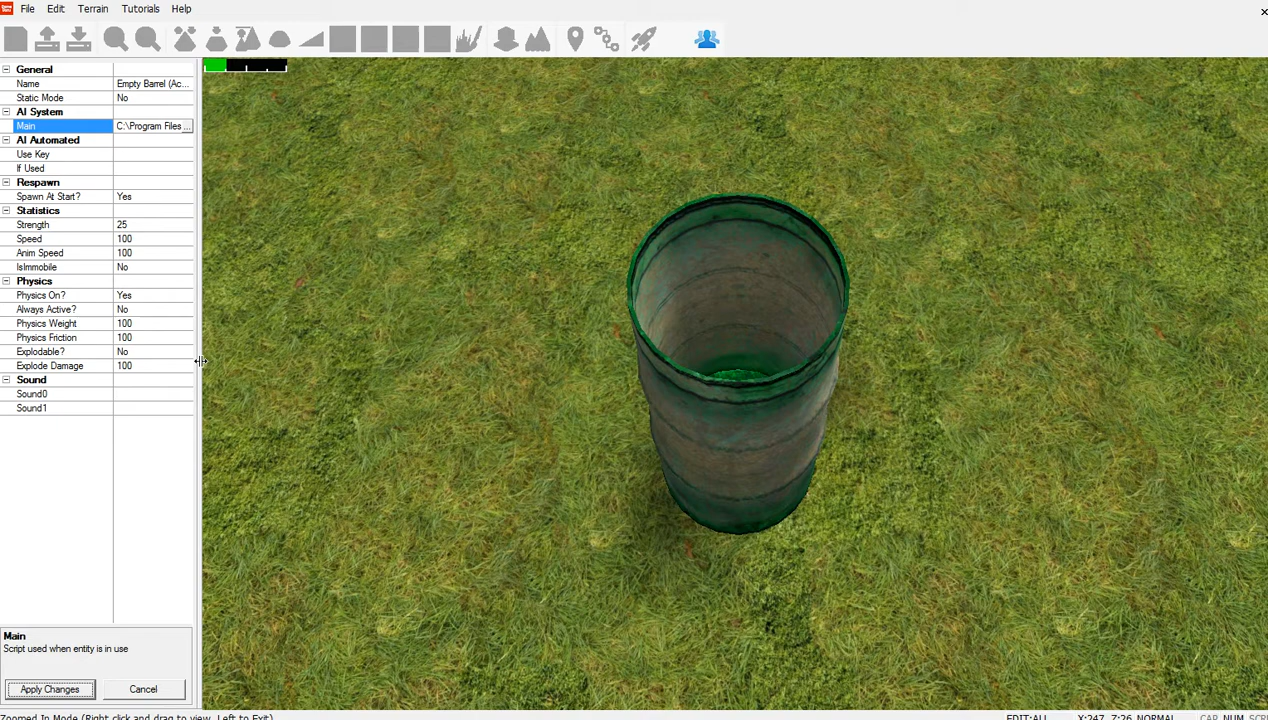 File Edit Terrain Tutorials Help
General
Name Empty Barrel (Ac...
Static Mode No
AI System
Main C:\Program Files ...
AI Automated
Use Key
If Used
Respawn
Spawn At Start? Yes
Statistics
Strength 25
Speed 100
Anim Speed 100
IsImmobile No
Physics
Physics On? Yes
Always Active? No
Physics Weight 100
Physics Friction 100
Explodable? No
Explode Damage 100
Sound
Sound0
Sound1
Main
Script used when entity is in use
Apply Changes Cancel
Zoomed In Mode (Right click and drag to view, Left to Exit) EDIT:ALL X:247 Z:26 NORMAL CAP NUM SCRL